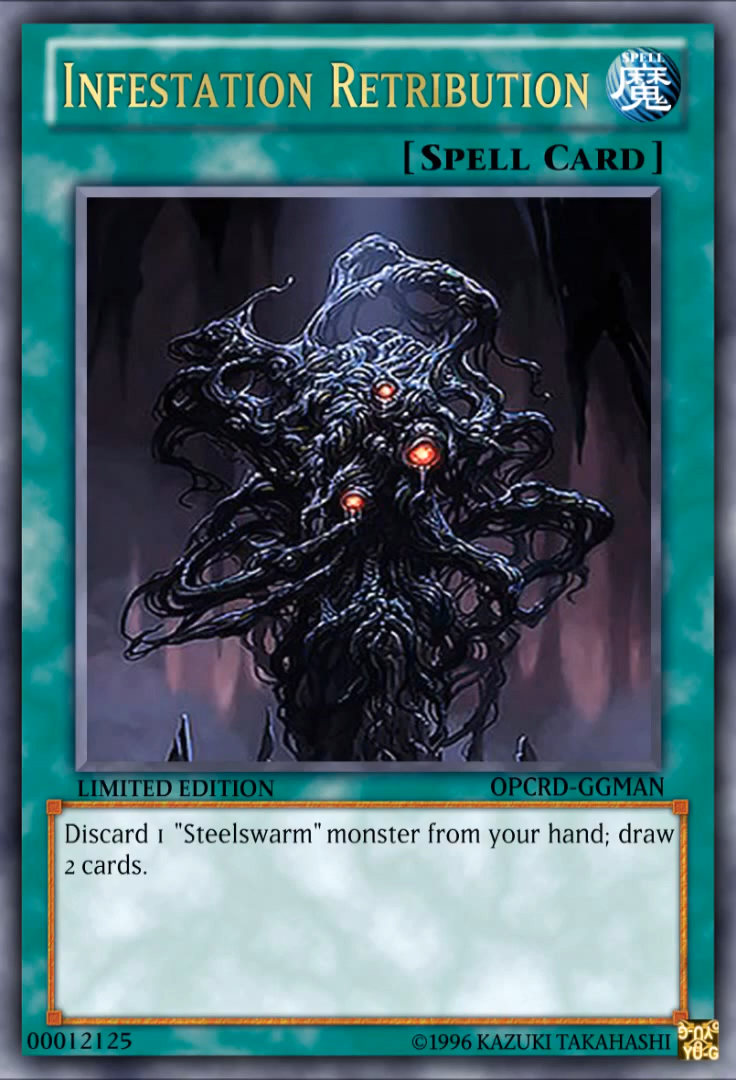 Infestation Retribution
SPELL
魔
[Spell Card]
LIMITED EDITION
OPCRD-GGMAN
Discard 1 "Steelswarm" monster from your hand; draw
2 cards.
00012125
©1996 KAZUKI TAKAHASHI